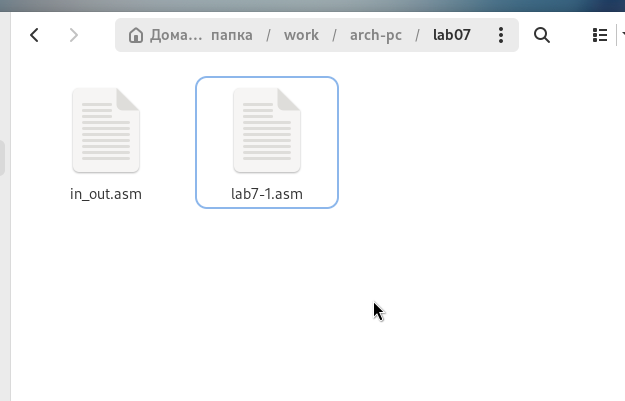 Дома… папка / work / arch-pc / lab07
in_out.asm lab7-1.asm